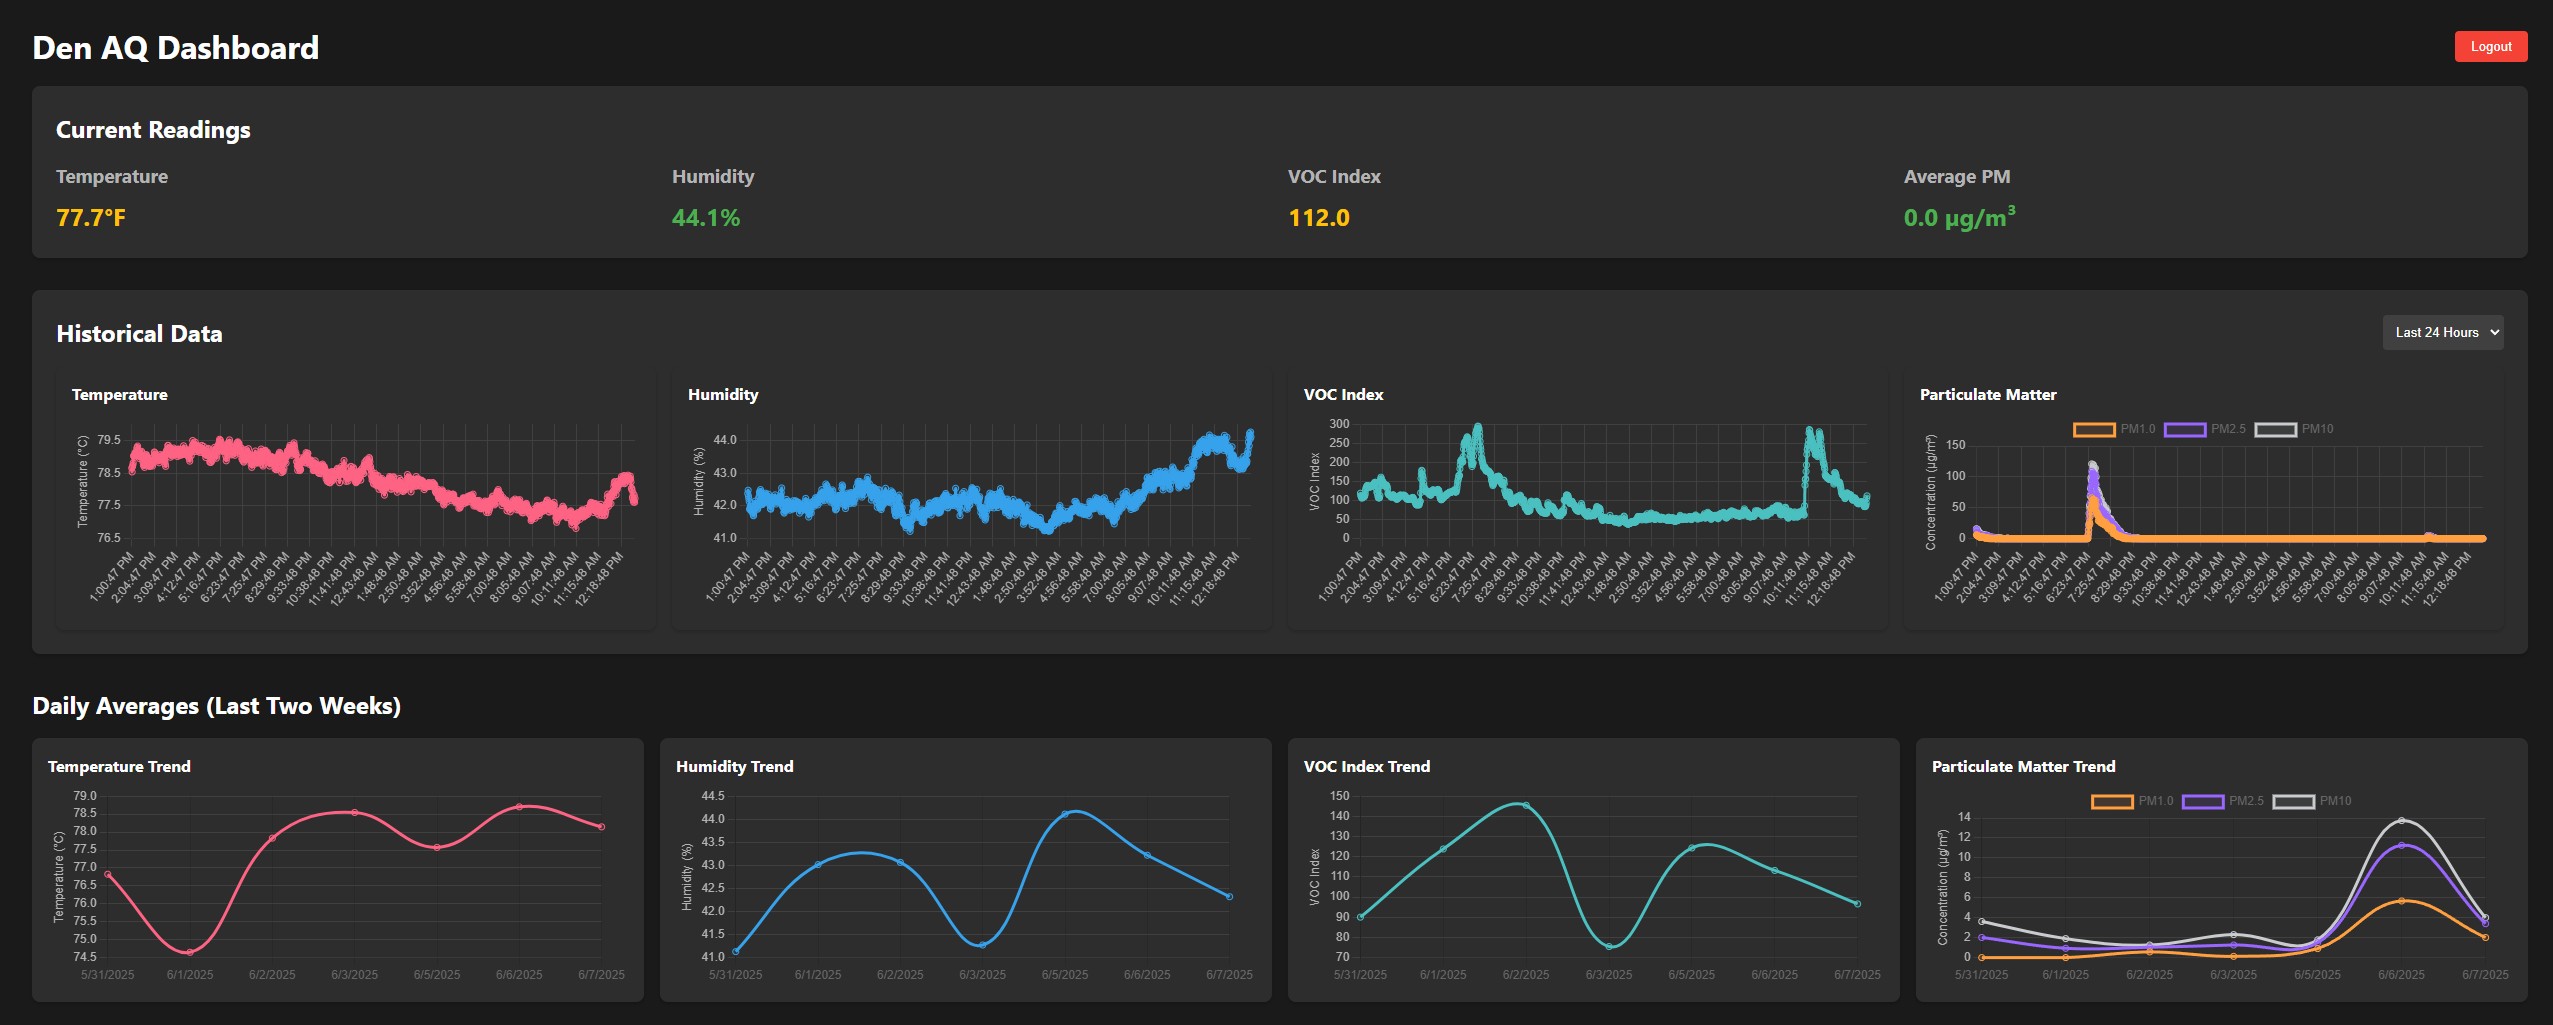 Den AQ Dashboard
Logout
Current Readings
Temperature
77.7°F
Humidity
44.1%
VOC Index
112.0
Average PM
0.0 µg/m³
Historical Data
Last 24 Hours
Temperature
Temperature (°C)
79.5
78.5
77.5
76.5
1:00:47 PM
2:04:47 PM
3:09:47 PM
4:12:47 PM
5:16:47 PM
6:23:47 PM
7:25:47 PM
8:29:48 PM
9:33:48 PM
10:38:48 PM
11:41:48 PM
12:43:48 AM
1:48:48 AM
2:50:48 AM
3:52:48 AM
4:56:48 AM
5:58:48 AM
7:00:48 AM
8:05:48 AM
9:07:48 AM
10:11:48 AM
11:15:48 AM
12:18:48 PM
Humidity
Humidity (%)
44.0
43.0
42.0
41.0
1:00:47 PM
2:04:47 PM
3:09:47 PM
4:12:47 PM
5:16:47 PM
6:23:47 PM
7:25:47 PM
8:29:48 PM
9:33:48 PM
10:38:48 PM
11:41:48 PM
12:43:48 AM
1:48:48 AM
2:50:48 AM
3:52:48 AM
4:56:48 AM
5:58:48 AM
7:00:48 AM
8:05:48 AM
9:07:48 AM
10:11:48 AM
11:15:48 AM
12:18:48 PM
VOC Index
VOC Index
300
250
200
150
100
50
0
1:00:47 PM
2:04:47 PM
3:09:47 PM
4:12:47 PM
5:16:47 PM
6:23:47 PM
7:25:47 PM
8:29:48 PM
9:33:48 PM
10:38:48 PM
11:41:48 PM
12:43:48 AM
1:48:48 AM
2:50:48 AM
3:52:48 AM
4:56:48 AM
5:58:48 AM
7:00:48 AM
8:05:48 AM
9:07:48 AM
10:11:48 AM
11:15:48 AM
12:18:48 PM
Particulate Matter
PM1.0 PM2.5 PM10
Concentration (µg/m³)
150
100
50
0
1:00:47 PM
2:04:47 PM
3:09:47 PM
4:12:47 PM
5:16:47 PM
6:23:47 PM
7:25:47 PM
8:29:48 PM
9:33:48 PM
10:38:48 PM
11:41:48 PM
12:43:48 AM
1:48:48 AM
2:50:48 AM
3:52:48 AM
4:56:48 AM
5:58:48 AM
7:00:48 AM
8:05:48 AM
9:07:48 AM
10:11:48 AM
11:15:48 AM
12:18:48 PM
Daily Averages (Last Two Weeks)
Temperature Trend
Temperature (°C)
79.0
78.5
78.0
77.5
77.0
76.5
76.0
75.5
75.0
74.5
5/31/2025 6/1/2025 6/2/2025 6/3/2025 6/5/2025 6/6/2025 6/7/2025
Humidity Trend
Humidity (%)
44.5
44.0
43.5
43.0
42.5
42.0
41.5
41.0
5/31/2025 6/1/2025 6/2/2025 6/3/2025 6/5/2025 6/6/2025 6/7/2025
VOC Index Trend
VOC Index
150
140
130
120
110
100
90
80
70
5/31/2025 6/1/2025 6/2/2025 6/3/2025 6/5/2025 6/6/2025 6/7/2025
Particulate Matter Trend
PM1.0 PM2.5 PM10
Concentration (µg/m³)
14
12
10
8
6
4
2
0
5/31/2025 6/1/2025 6/2/2025 6/3/2025 6/5/2025 6/6/2025 6/7/2025